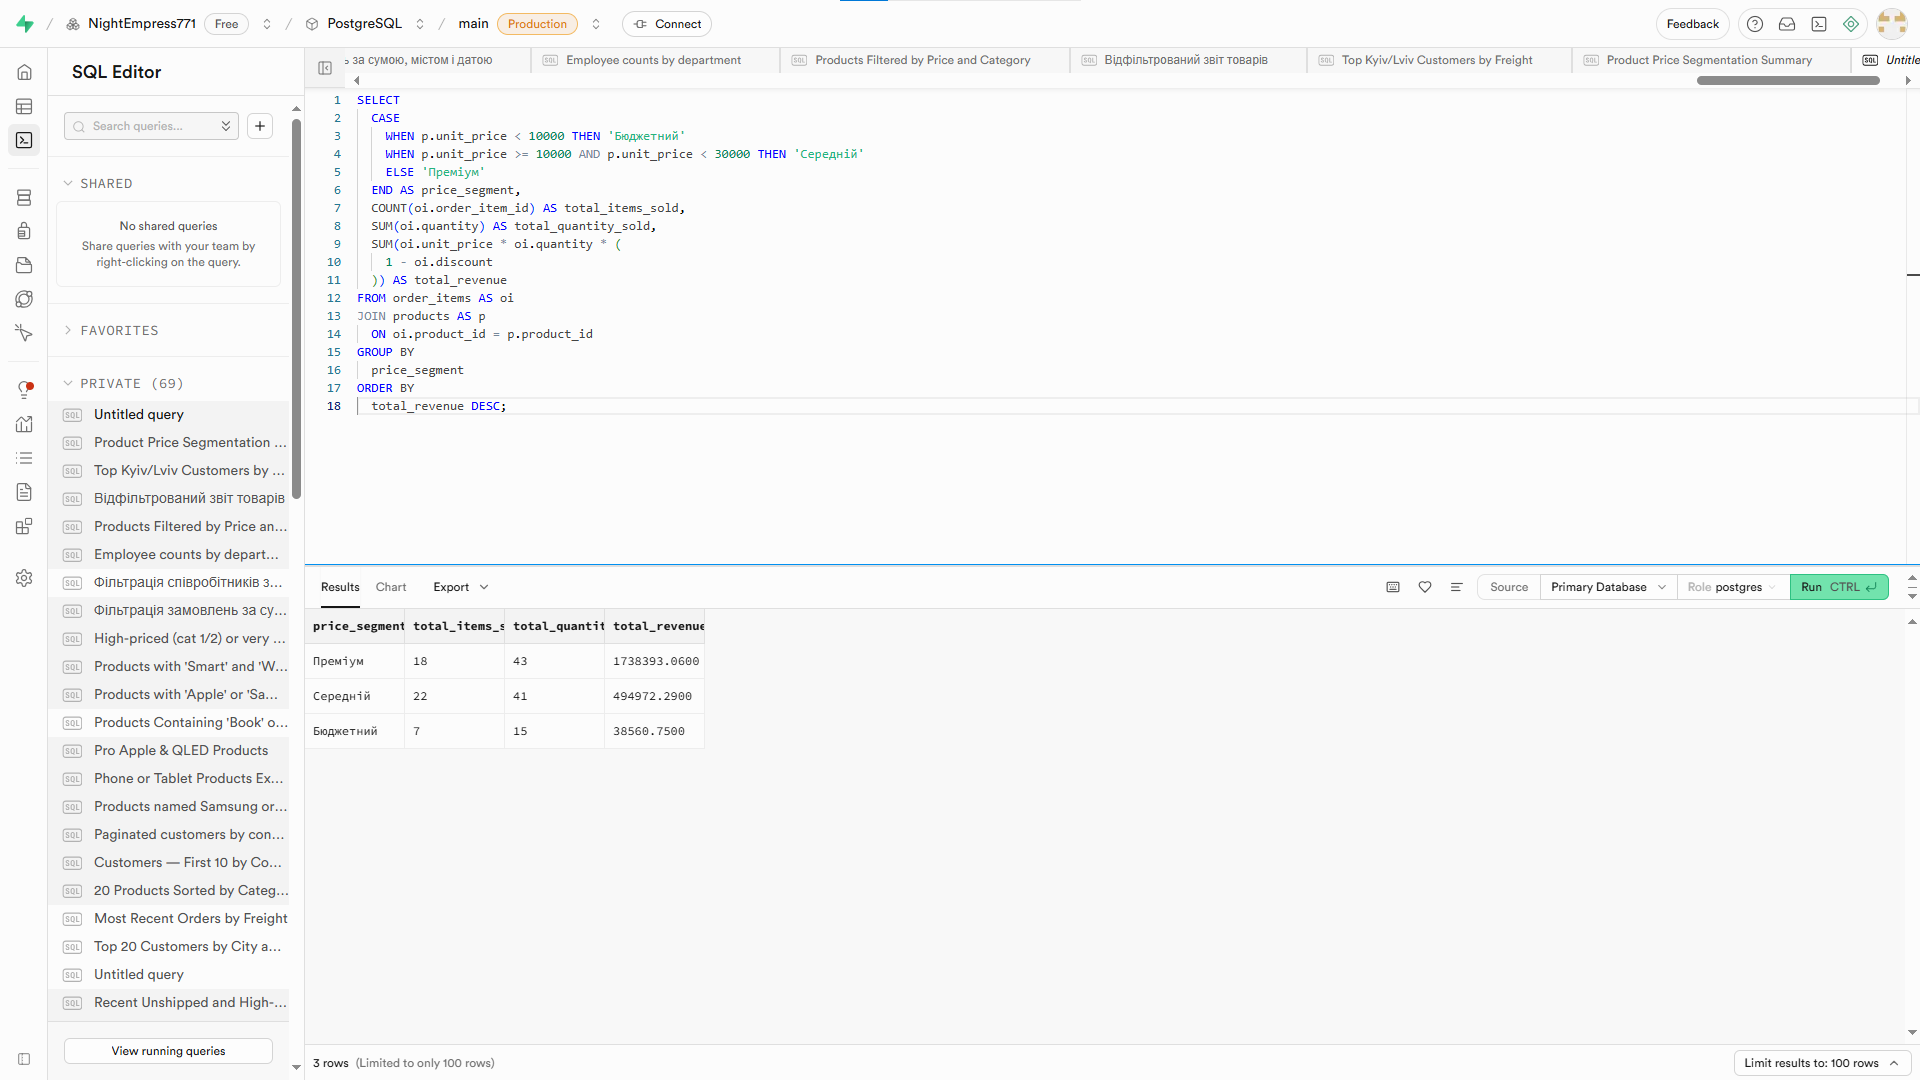 NightEmpress771 Free / PostgreSQL / main Production Connect
Feedback
SQL Editor
ь за сумою, містом і датою
Employee counts by department
Products Filtered by Price and Category
Відфільтрований звіт товарів
Top Kyiv/Lviv Customers by Freight
Product Price Segmentation Summary
Untitle
Search queries...
SHARED
No shared queries
Share queries with your team by
right-clicking on the query.
FAVORITES
PRIVATE (69)
Untitled query
Product Price Segmentation ...
Top Kyiv/Lviv Customers by ...
Відфільтрований звіт товарів
Products Filtered by Price an...
Employee counts by depart...
Фільтрація співробітників з...
Фільтрація замовлень за су...
High-priced (cat 1/2) or very ...
Products with 'Smart' and 'W...
Products with 'Apple' or 'Sa...
Products Containing 'Book' o...
Pro Apple & QLED Products
Phone or Tablet Products Ex...
Products named Samsung or...
Paginated customers by con...
Customers — First 10 by Co...
20 Products Sorted by Categ...
Most Recent Orders by Freight
Top 20 Customers by City a...
Untitled query
Recent Unshipped and High-...
View running queries
1 SELECT
2 CASE
3 WHEN p.unit_price < 10000 THEN 'Бюджетний'
4 WHEN p.unit_price >= 10000 AND p.unit_price < 30000 THEN 'Середній'
5 ELSE 'Преміум'
6 END AS price_segment,
7 COUNT(oi.order_item_id) AS total_items_sold,
8 SUM(oi.quantity) AS total_quantity_sold,
9 SUM(oi.unit_price * oi.quantity * (
10 1 - oi.discount
11 )) AS total_revenue
12 FROM order_items AS oi
13 JOIN products AS p
14 ON oi.product_id = p.product_id
15 GROUP BY
16 price_segment
17 ORDER BY
18 total_revenue DESC;
Results Chart Export
Source Primary Database Role postgres Run CTRL
price_segment total_items_s total_quantit total_revenue
Преміум 18 43 1738393.0600
Середній 22 41 494972.2900
Бюджетний 7 15 38560.7500
3 rows (Limited to only 100 rows)
Limit results to: 100 rows